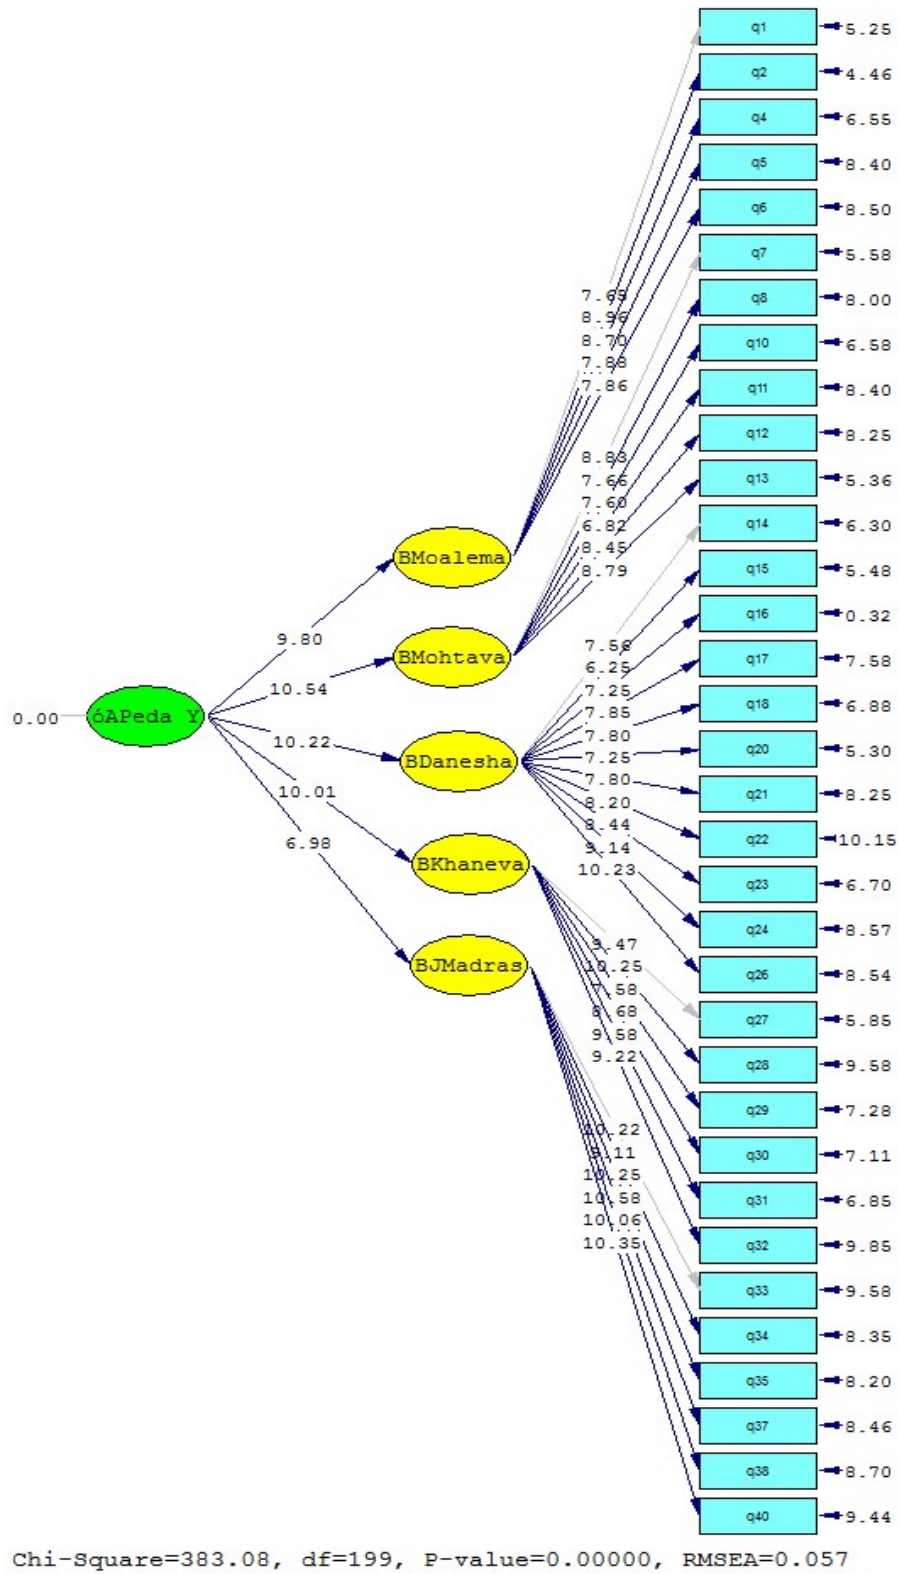 q1 5.25
q2 4.46
q4 6.55
q5 8.40
q6 8.50
q7 5.58
q8 8.00
q10 6.58
q11 8.40
q12 8.25
q13 5.36
q14 6.30
q15 5.48
q16 0.32
q17 7.58
q18 6.88
q20 5.30
q21 8.25
q22 10.15
q23 6.70
q24 8.57
q26 8.54
q27 5.85
q28 9.58
q29 7.28
q30 7.11
q31 6.85
q32 9.85
q33 9.58
q34 8.35
q35 8.20
q37 8.46
q38 8.70
q40 9.44
7.69
8.96
8.70
7.88
7.86
8.83
7.66
7.60
6.82
8.45
8.79
7.56
6.25
7.25
7.85
7.80
7.25
7.80
8.20
8.44
9.14
10.23
9.47
10.25
7.58
8.68
9.58
9.22
10.22
9.11
10.25
10.58
10.06
10.35
BMoalema
BMohtava
BDanesha
BKhaneva
BJMadras
9.80
10.54
10.22
10.01
6.98
0.00 óAPeda Y
Chi-Square=383.08, df=199, P-value=0.00000, RMSEA=0.057